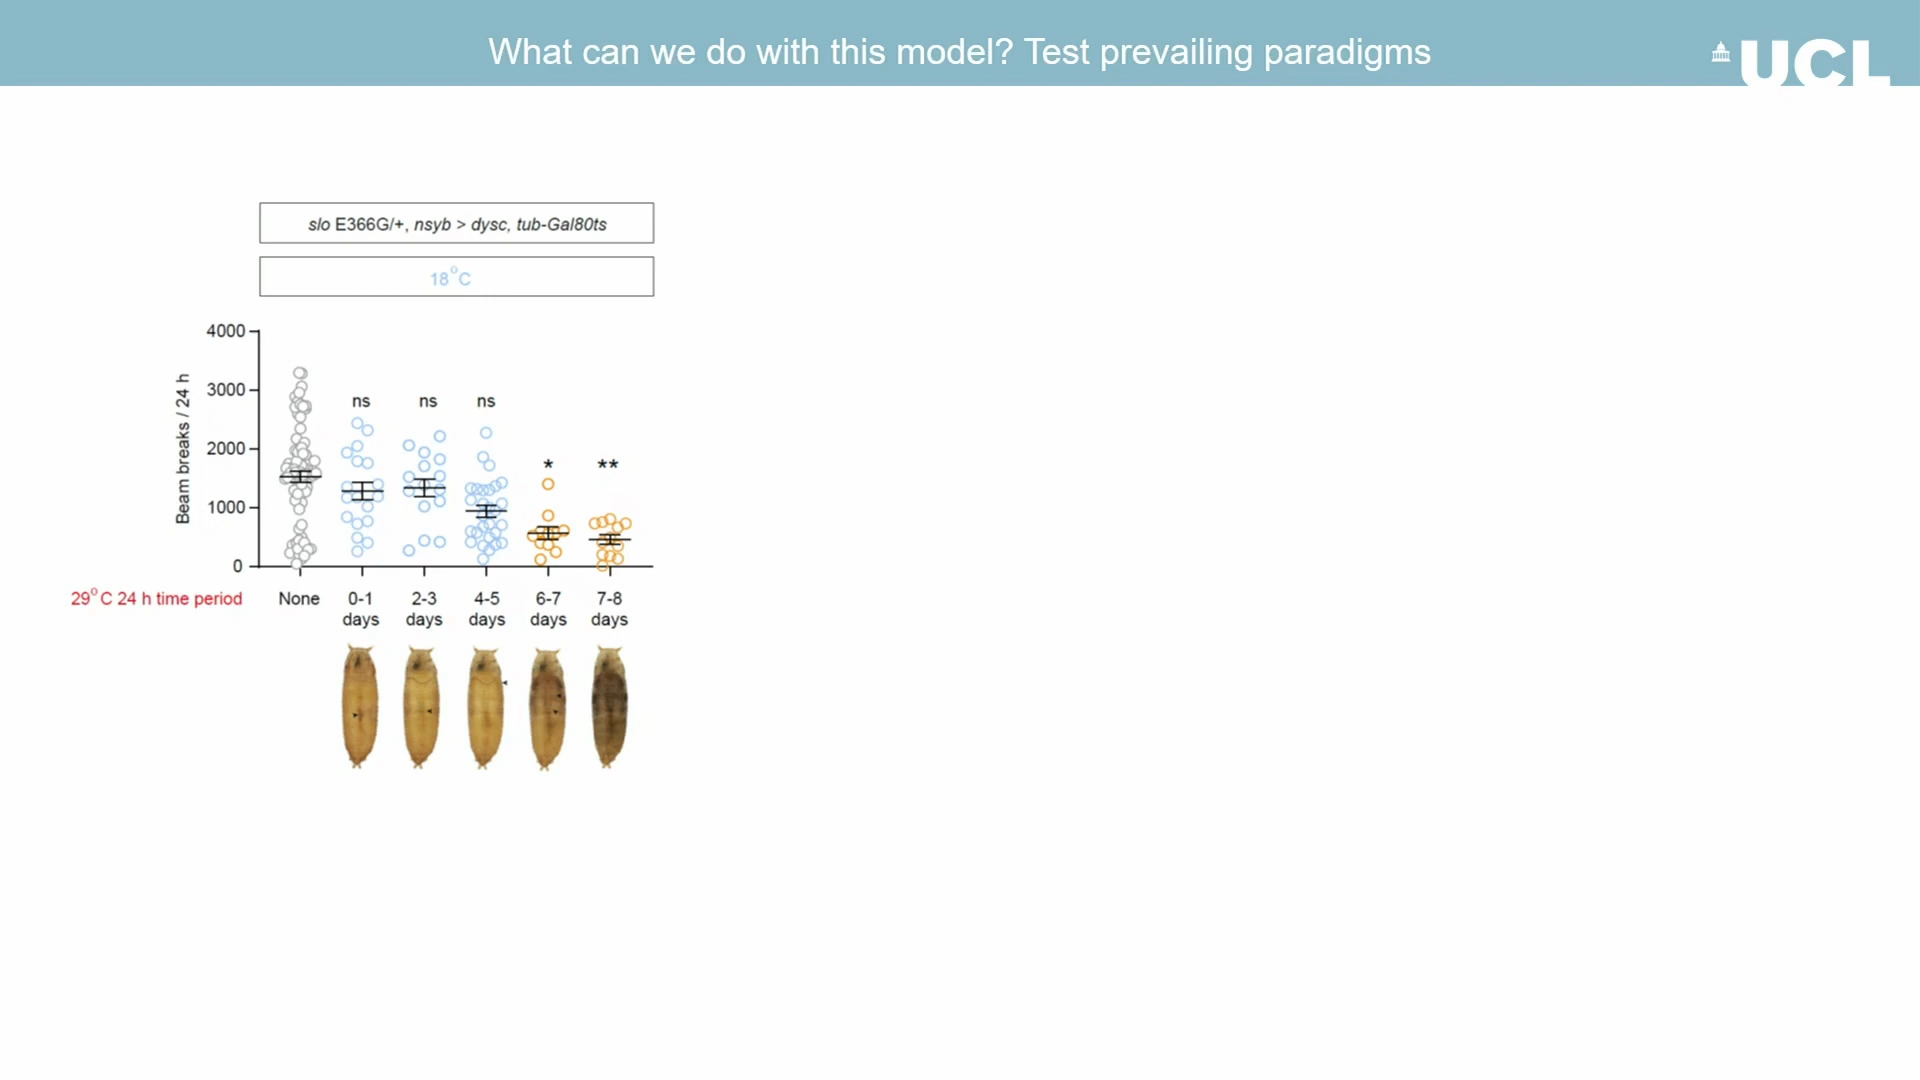 What can we do with this model? Test prevailing paradigms
UCL
slo E366G/+, nsyb > dysc, tub-Gal80ts
18°C
4000
3000
2000
1000
0
Beam breaks / 24 h
ns ns ns * **
29°C 24 h time period
None 0-1 2-3 4-5 6-7 7-8
days days days days days